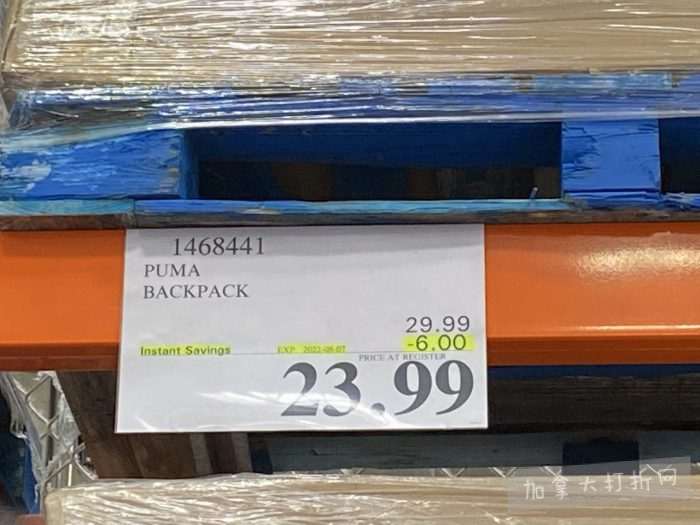 1468441
PUMA
BACKPACK
29.99
Instant Savings EXP. 2022-08-07 -6.00
PRICE AT REGISTER
23.99
加拿大打折网